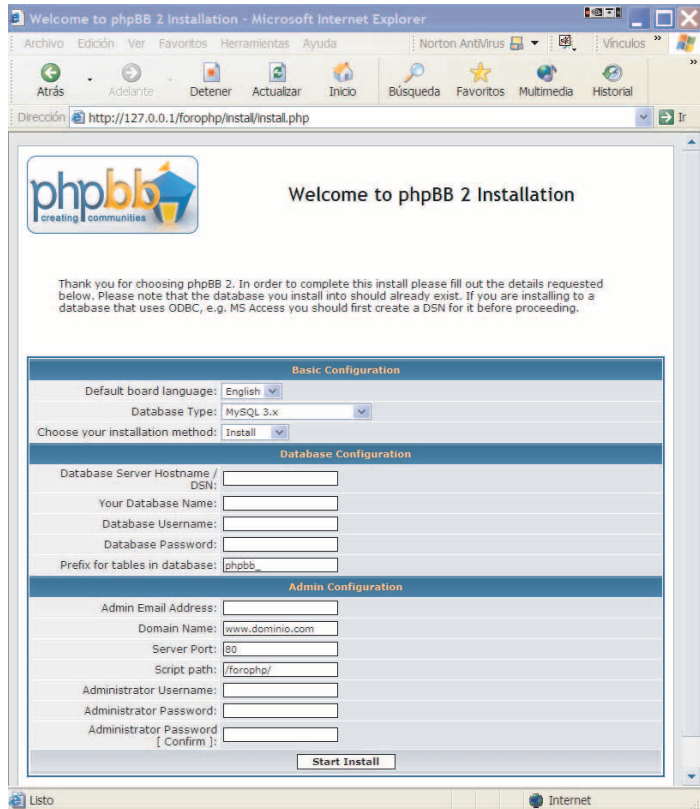 Welcome to phpBB 2 Installation - Microsoft Internet Explorer
Archivo Edición Ver Favoritos Herramientas Ayuda Norton AntiVirus Vínculos »
Atrás Adelante Detener Actualizar Inicio Búsqueda Favoritos Multimedia Historial »
Dirección http://127.0.0.1/forophp/install/install.php Ir
phpbb
creating communities
Welcome to phpBB 2 Installation
Thank you for choosing phpBB 2. In order to complete this install please fill out the details requested
below. Please note that the database you install into should already exist. If you are installing to a
database that uses ODBC, e.g. MS Access you should first create a DSN for it before proceeding.
Basic Configuration
Default board language: English
Database Type: MySQL 3.x
Choose your installation method: Install
Database Configuration
Database Server Hostname /
DSN:
Your Database Name:
Database Username:
Database Password:
Prefix for tables in database: phpbb_
Admin Configuration
Admin Email Address:
Domain Name: www.dominio.com
Server Port: 80
Script path: /forophp/
Administrator Username:
Administrator Password:
Administrator Password
[ Confirm ]:
Start Install
Listo Internet